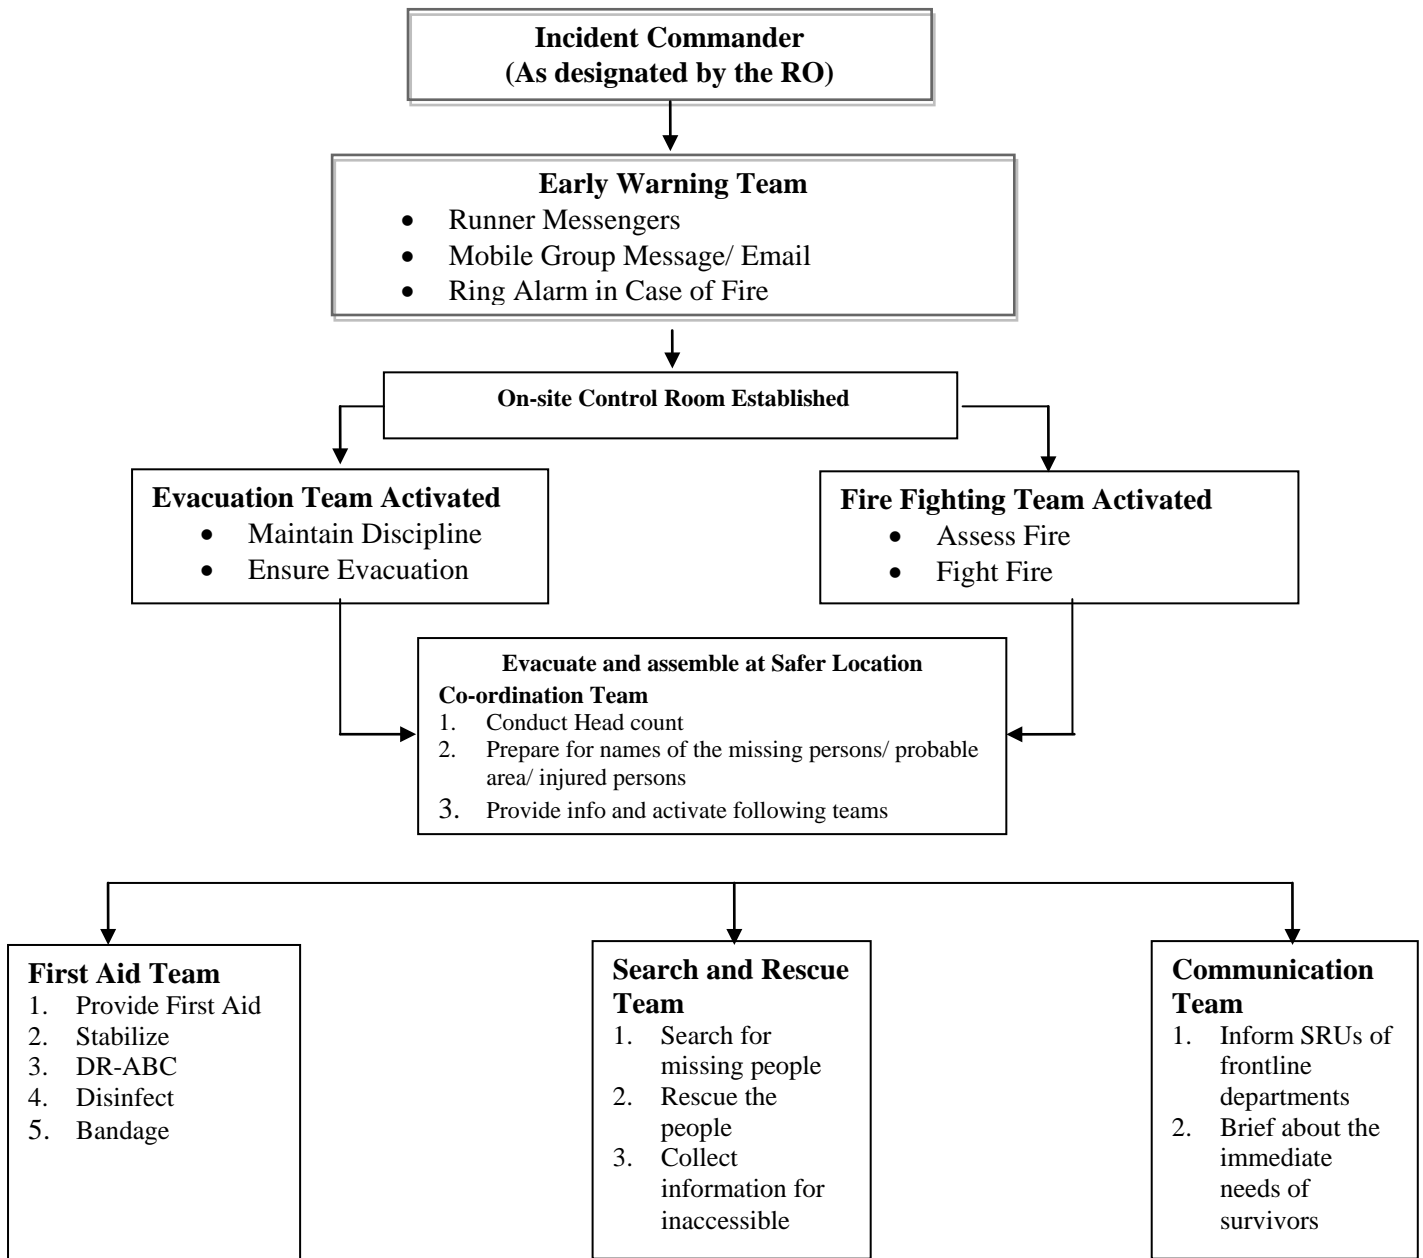 Incident Commander
(As designated by the RO)
Early Warning Team
• Runner Messengers
• Mobile Group Message/ Email
• Ring Alarm in Case of Fire
On-site Control Room Established
Evacuation Team Activated
• Maintain Discipline
• Ensure Evacuation
Fire Fighting Team Activated
• Assess Fire
• Fight Fire
Evacuate and assemble at Safer Location
Co-ordination Team
1. Conduct Head count
2. Prepare for names of the missing persons/ probable
area/ injured persons
3. Provide info and activate following teams
First Aid Team
1. Provide First Aid
2. Stabilize
3. DR-ABC
4. Disinfect
5. Bandage
Search and Rescue
Team
1. Search for
missing people
2. Rescue the
people
3. Collect
information for
inaccessible
Communication
Team
1. Inform SRUs of
frontline
departments
2. Brief about the
immediate
needs of
survivors